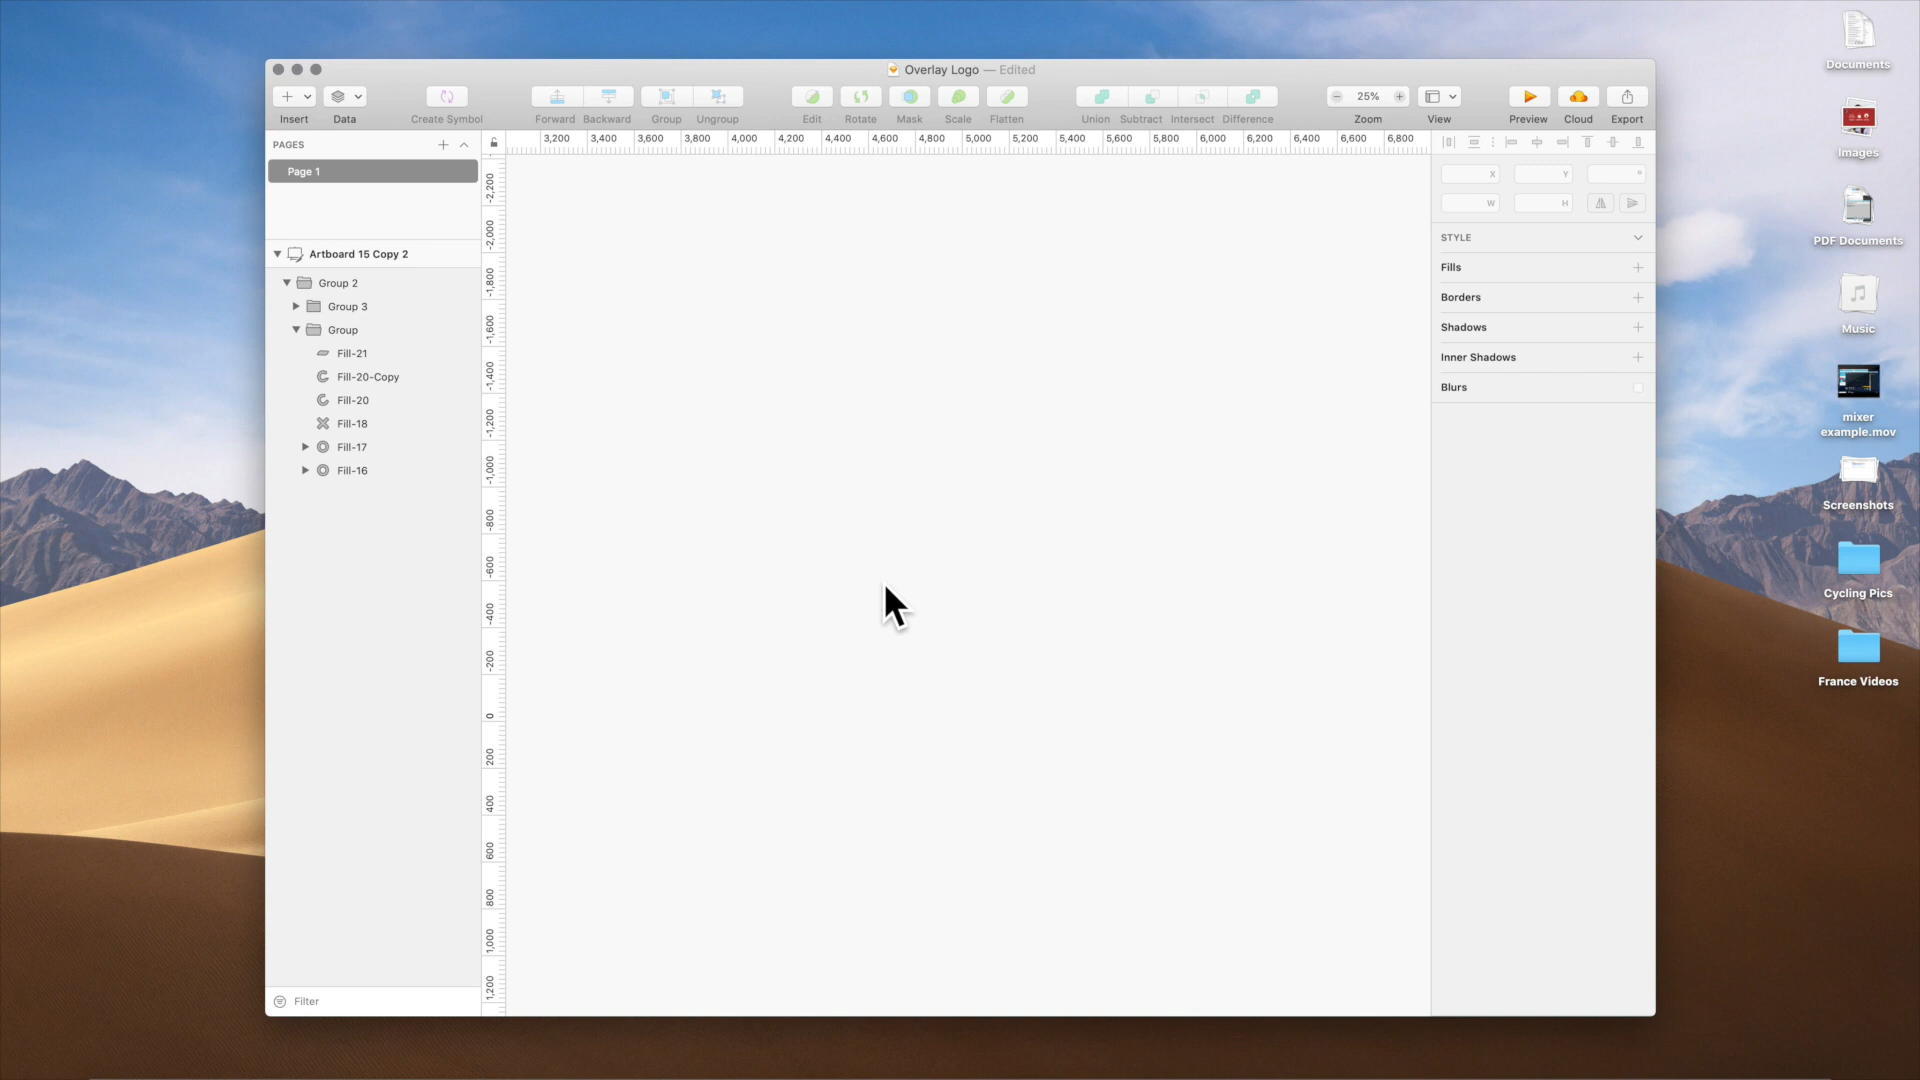 Overlay Logo — Edited
Insert Data Create Symbol Forward Backward Group Ungroup Edit Rotate Mask Scale Flatten Union Subtract Intersect Difference 25% Zoom View Preview Cloud Export
PAGES
Page 1
Artboard 15 Copy 2
Group 2
Group 3
Group
Fill-21
Fill-20-Copy
Fill-20
Fill-18
Fill-17
Fill-16
Filter
3,200 3,400 3,600 3,800 4,000 4,200 4,400 4,600 4,800 5,000 5,200 5,400 5,600 5,800 6,000 6,200 6,400 6,600 6,800
-2,200
-2,000
-1,800
-1,600
-1,400
-1,200
-1,000
-800
-600
-400
-200
0
200
400
600
800
1,000
1,200
X Y °
W H
STYLE
Fills
Borders
Shadows
Inner Shadows
Blurs
Documents
Images
PDF Documents
Music
mixer
example.mov
Screenshots
Cycling Pics
France Videos